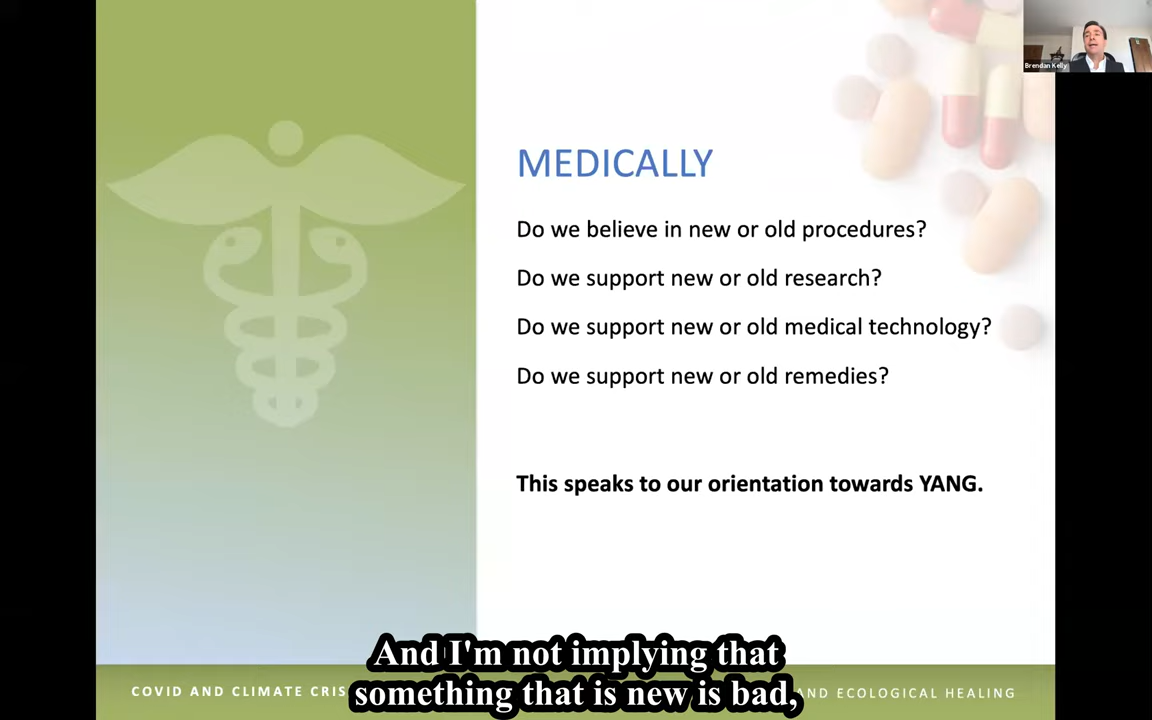 Brendan Kelly
MEDICALLY
Do we believe in new or old procedures?
Do we support new or old research?
Do we support new or old medical technology?
Do we support new or old remedies?
This speaks to our orientation towards YANG.
And I'm not implying that
something that is new is bad,
COVID AND CLIMATE CRIS
AND ECOLOGICAL HEALING